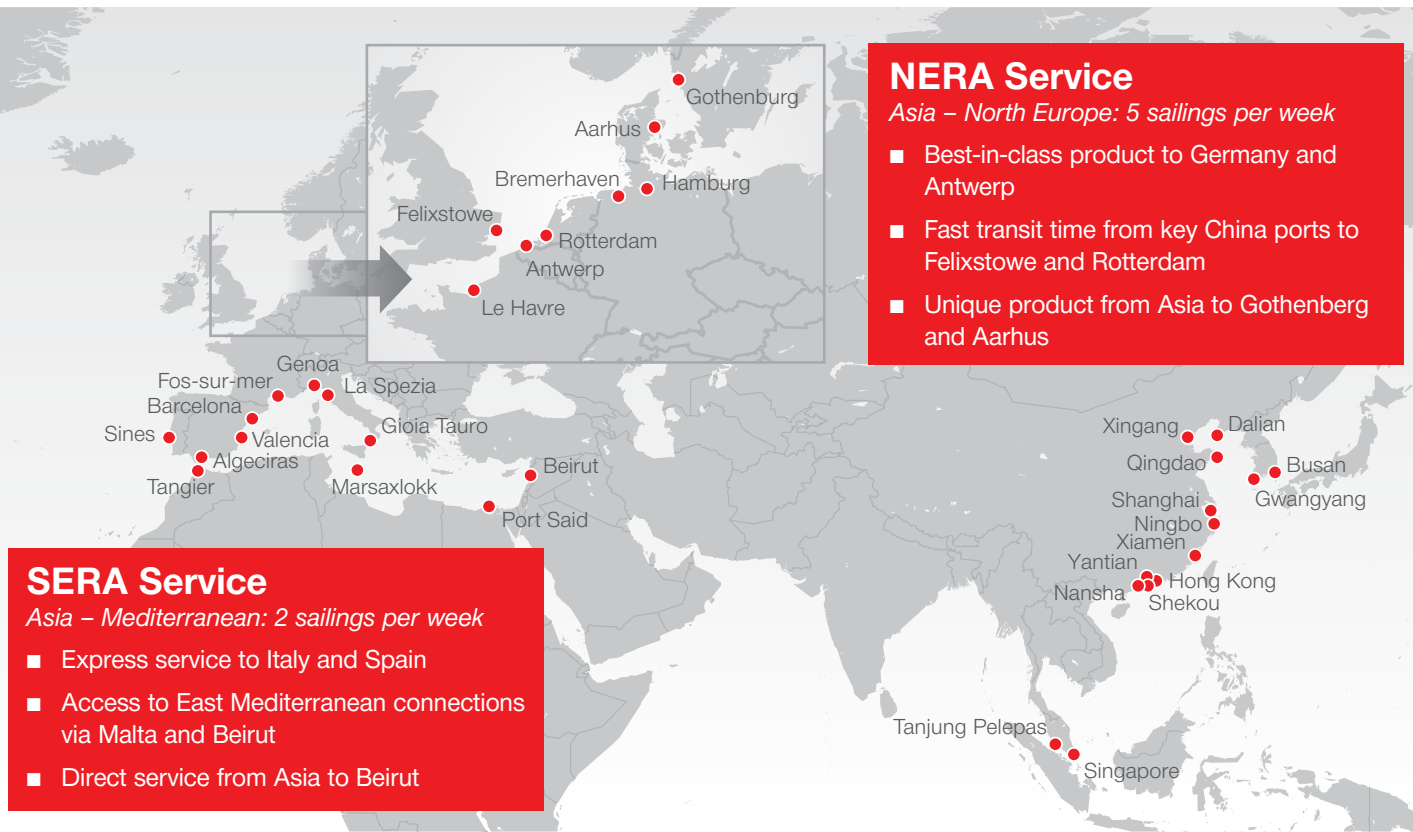 NERA Service
Asia – North Europe: 5 sailings per week
■ Best-in-class product to Germany and
Antwerp
■ Fast transit time from key China ports to
Felixstowe and Rotterdam
■ Unique product from Asia to Gothenberg
and Aarhus
Gothenburg
Aarhus
Bremerhaven
Hamburg
Felixstowe
Rotterdam
Antwerp
Le Havre
Genoa
Fos-sur-mer
La Spezia
Barcelona
Sines
Valencia
Gioia Tauro
Algeciras
Tangier
Marsaxlokk
Beirut
Port Said
Xingang
Dalian
Qingdao
Busan
Gwangyang
Shanghai
Ningbo
Xiamen
Yantian
Hong Kong
Nansha
Shekou
Tanjung Pelepas
Singapore
SERA Service
Asia – Mediterranean: 2 sailings per week
■ Express service to Italy and Spain
■ Access to East Mediterranean connections
via Malta and Beirut
■ Direct service from Asia to Beirut